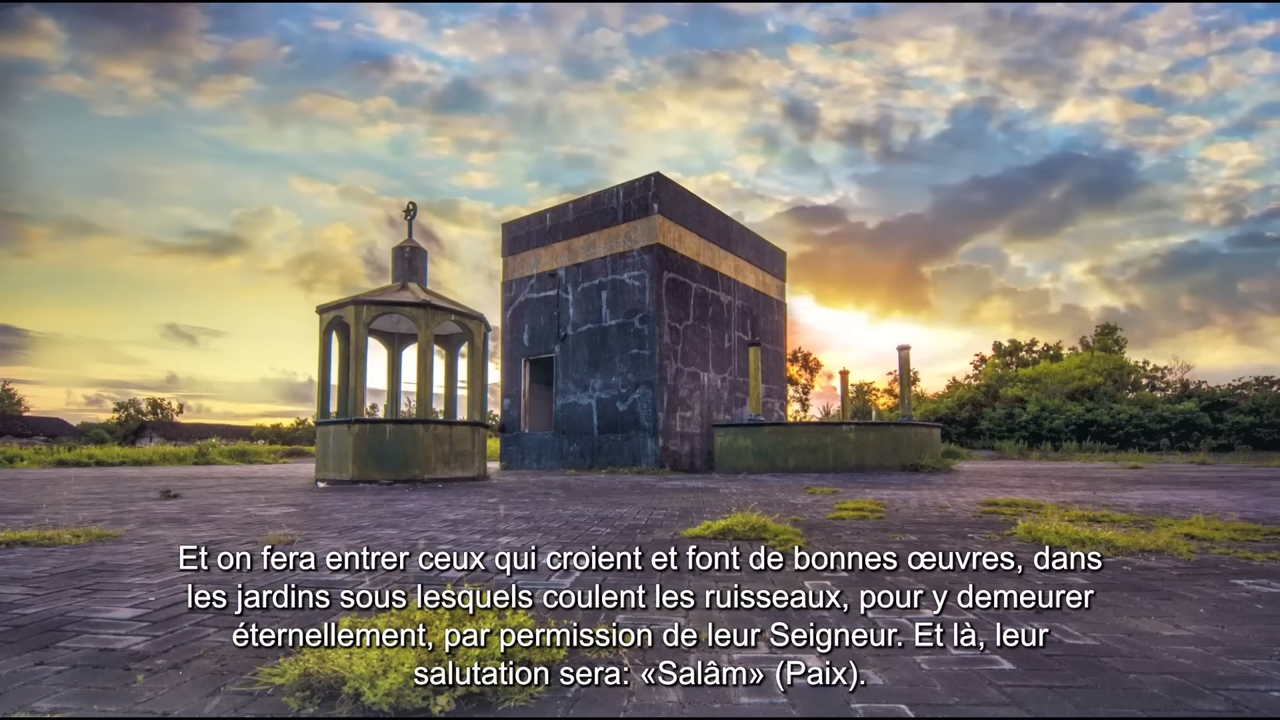 Et on fera entrer ceux qui croient et font de bonnes œuvres, dans
les jardins sous lesquels coulent les ruisseaux, pour y demeurer
éternellement, par permission de leur Seigneur. Et là, leur
salutation sera: «Salâm» (Paix).